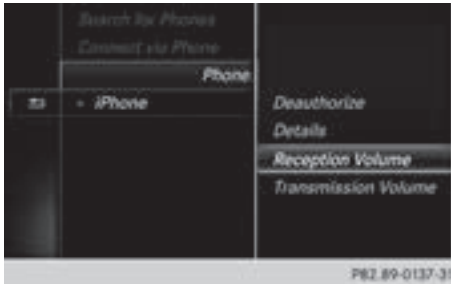 Search for Phones
Connect via Phone
Phone
iPhone
Deauthorize
Details
Reception Volume
Transmission Volume
P82.89-0137-31